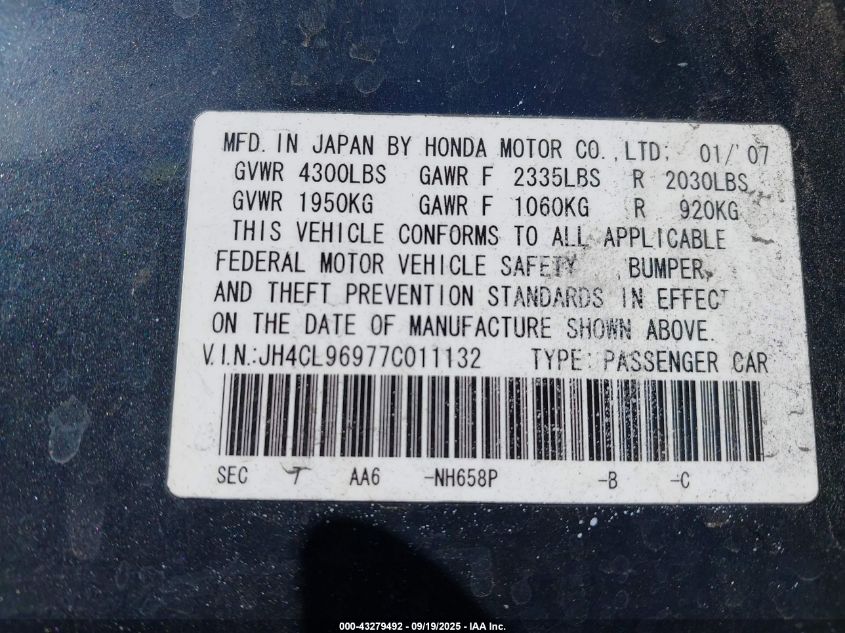 MFD. IN JAPAN BY HONDA MOTOR CO., LTD; 01/'07
GVWR 4300LBS GAWR F 2335LBS R 2030LBS
GVWR 1950KG GAWR F 1060KG R 920KG
THIS VEHICLE CONFORMS TO ALL APPLICABLE
FEDERAL MOTOR VEHICLE SAFETY , BUMPER,
AND THEFT PREVENTION STANDARDS IN EFFECT
ON THE DATE OF MANUFACTURE SHOWN ABOVE.
V.I.N.:JH4CL96977C011132 TYPE: PASSENGER CAR
SEC 7 AA6 -NH658P -B -C
000-43279492 - 09/19/2025 - IAA Inc.